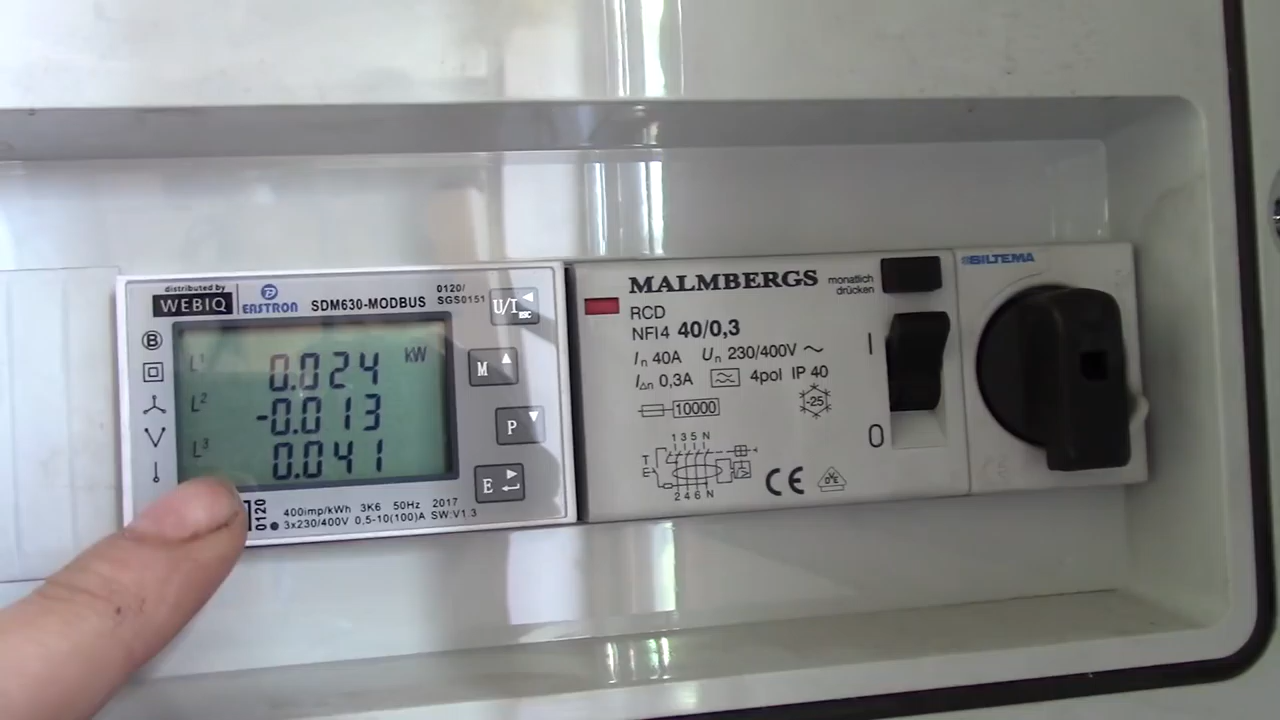 distributed by
WEBIQ
EASTRON
SDM630-MODBUS
0120/
SGS0151
U/I ESC
B
L1 0.024 kW
L2 -0.013
L3 0.041
M
P
E
0120
400imp/kWh 3K6 50Hz 2017
3x230/400V 0,5-10(100)A SW:V1.3
MALMBERGS
monatlich
drücken
RCD
NFI4 40/0,3
In 40A Un 230/400V ~
I∆n 0,3A 4pol IP 40
10000
-25
1 3 5 N
T
E
2 4 6 N
CE
OVE
I
0
BILTEMA